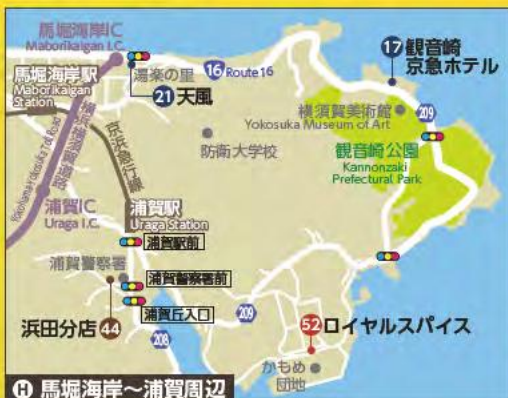 馬堀海岸IC
Maborikaigan I.C.
馬堀海岸駅
Maborikaigan
Station
湯楽の里
21 天風
16 Route16
17 観音崎
京急ホテル
横須賀美術館
Yokosuka Museum of Art
209
防衛大学校
観音崎公園
Kannonzaki
Prefectural Park
横浜横須賀道路
Yokohama-Yokosuka Toll Road
京浜急行線
浦賀IC
Uraga I.C.
浦賀駅
Uraga Station
浦賀駅前
浦賀警察署
浦賀警察署前
浜田分店 44
浦賀丘入口
208
209
52 ロイヤルスパイス
かもめ
団地
H 馬堀海岸～浦賀周辺